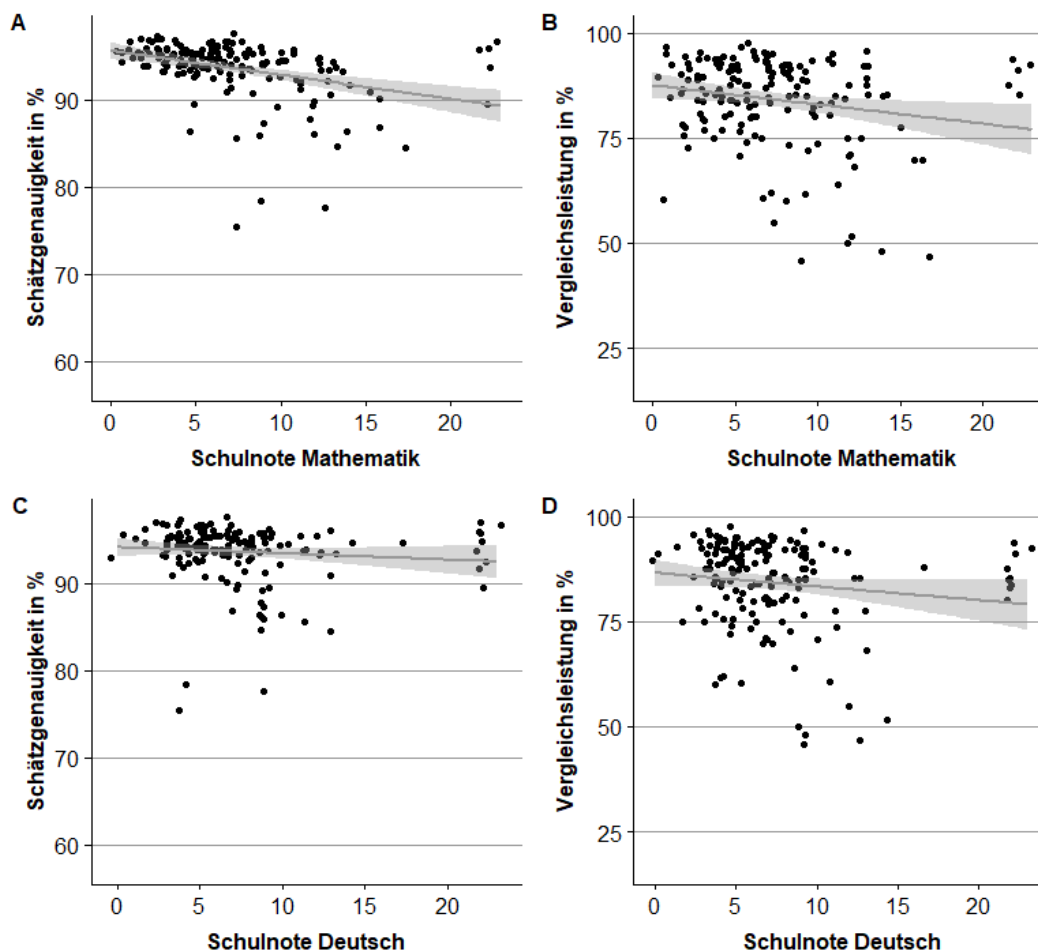 A
Schätzgenauigkeit in %
90
80
70
60
0 5 10 15 20
Schulnote Mathematik
B
Vergleichsleistung in %
100
75
50
25
0 5 10 15 20
Schulnote Mathematik
C
Schätzgenauigkeit in %
90
80
70
60
0 5 10 15 20
Schulnote Deutsch
D
Vergleichsleistung in %
100
75
50
25
0 5 10 15 20
Schulnote Deutsch